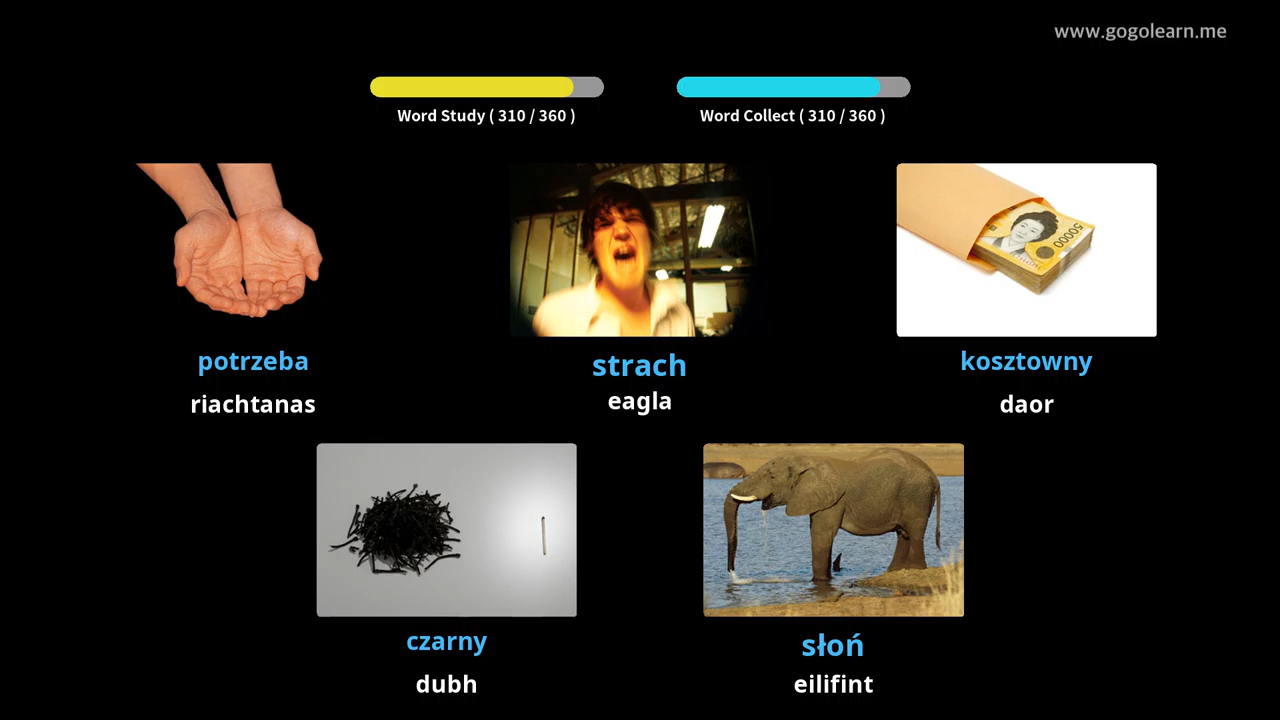 www.gogolearn.me
Word Study ( 310 / 360 )
Word Collect ( 310 / 360 )
50000
potrzeba
riachtanas
strach
eagla
kosztowny
daor
czarny
dubh
słoń
eilifint